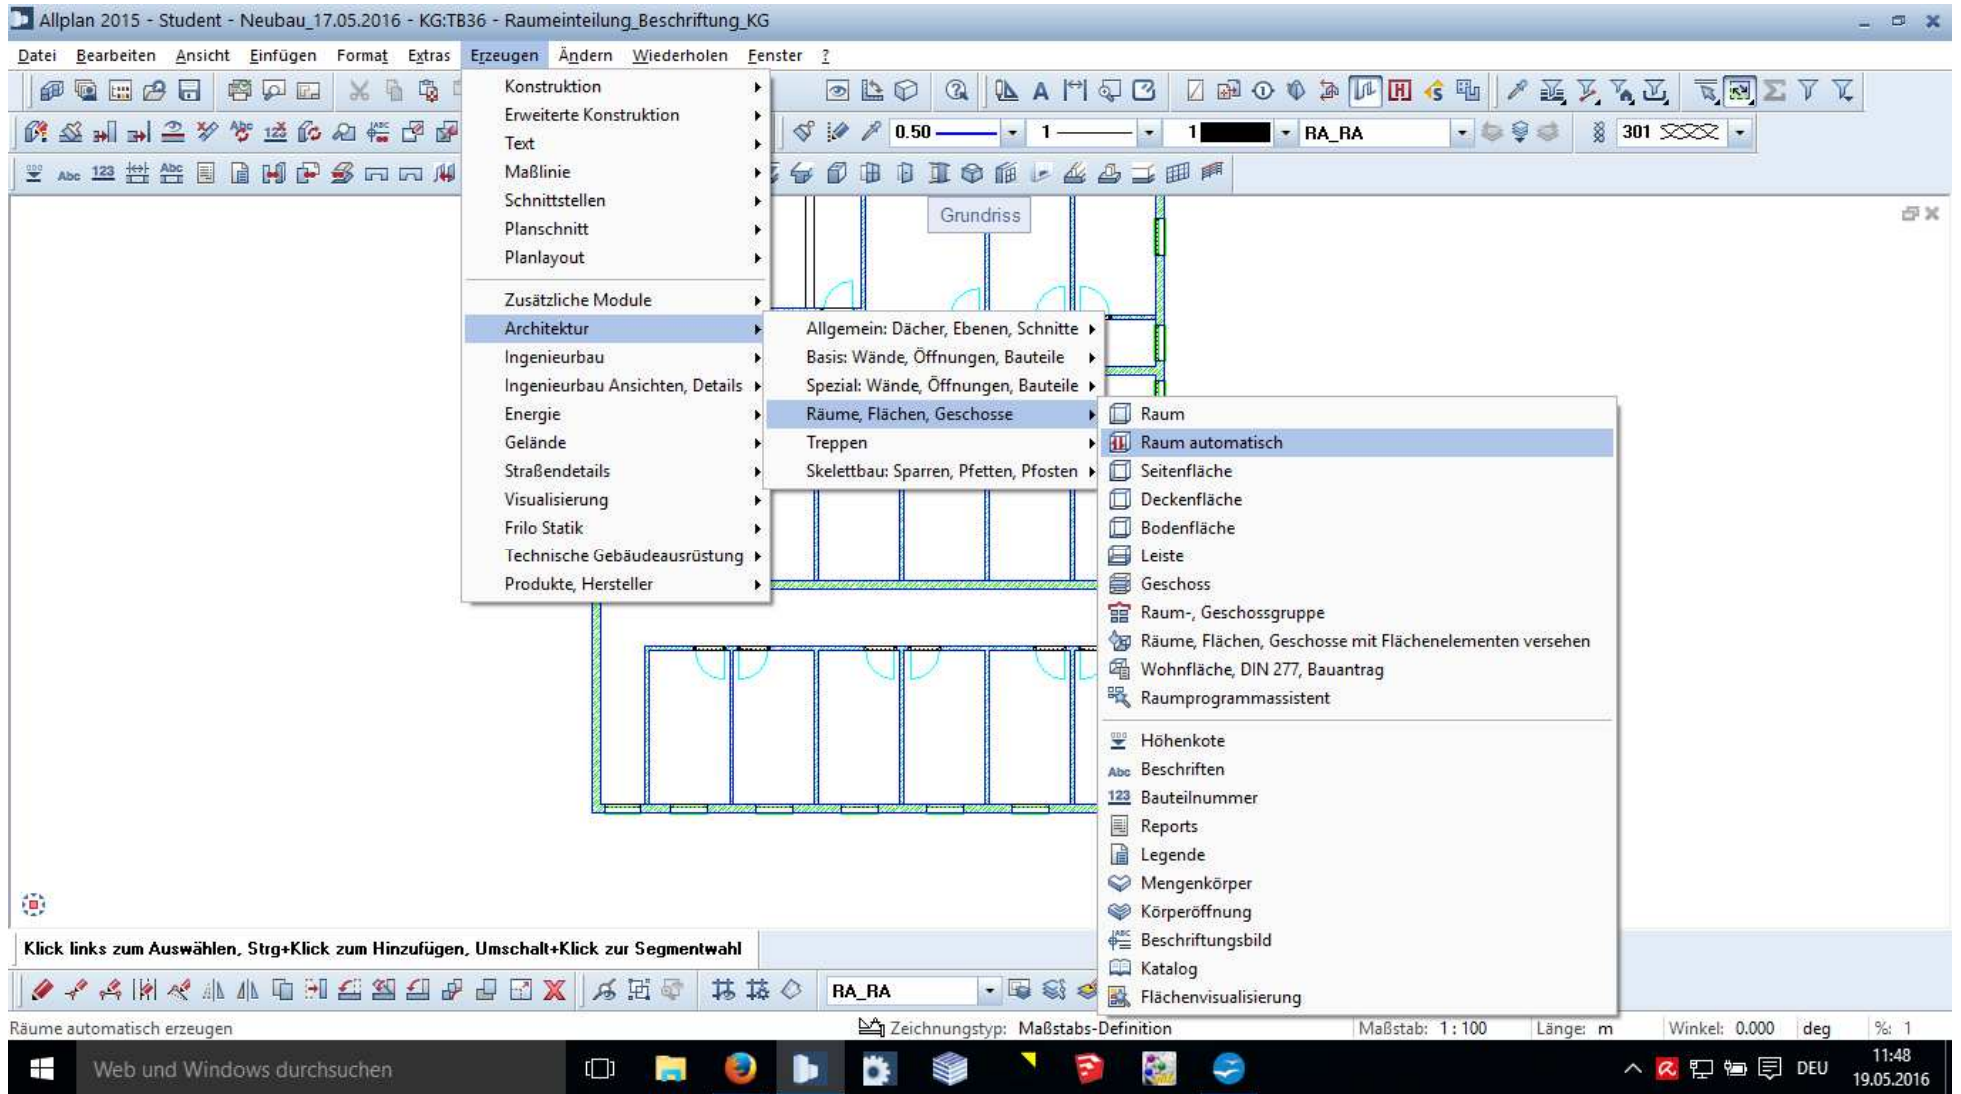 Allplan 2015 - Student - Neubau_17.05.2016 - KG:TB36 - Raumeinteilung_Beschriftung_KG
Datei Bearbeiten Ansicht Einfügen Format Extras Erzeugen Ändern Wiederholen Fenster ?
0.50 1 1 RA_RA 301
Abc 123 Abc
Grundriss
Konstruktion
Erweiterte Konstruktion
Text
Maßlinie
Schnittstellen
Planschnitt
Planlayout
Zusätzliche Module
Architektur
Ingenieurbau
Ingenieurbau Ansichten, Details
Energie
Gelände
Straßendetails
Visualisierung
Frilo Statik
Technische Gebäudeausrüstung
Produkte, Hersteller
Allgemein: Dächer, Ebenen, Schnitte
Basis: Wände, Öffnungen, Bauteile
Spezial: Wände, Öffnungen, Bauteile
Räume, Flächen, Geschosse
Treppen
Skelettbau: Sparren, Pfetten, Pfosten
Raum
Raum automatisch
Seitenfläche
Deckenfläche
Bodenfläche
Leiste
Geschoss
Raum-, Geschossgruppe
Räume, Flächen, Geschosse mit Flächenelementen versehen
Wohnfläche, DIN 277, Bauantrag
Raumprogrammassistent
Höhenkote
Abc Beschriften
123 Bauteilnummer
Reports
Legende
Mengenkörper
Körperöffnung
Beschriftungsbild
Katalog
Flächenvisualisierung
Klick links zum Auswählen, Strg+Klick zum Hinzufügen, Umschalt+Klick zur Segmentwahl
RA_RA
Räume automatisch erzeugen Zeichnungstyp: Maßstabs-Definition Maßstab: 1 : 100 Länge: m Winkel: 0.000 deg %: 1
Web und Windows durchsuchen DEU 11:48
19.05.2016